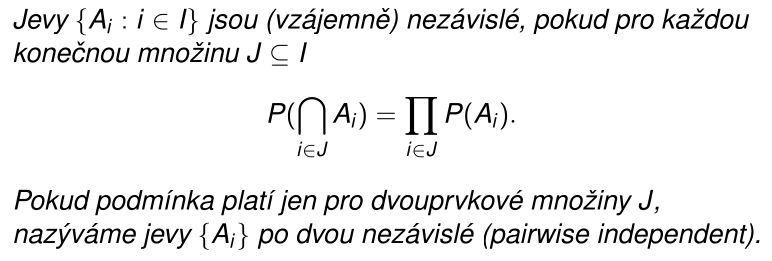 Jevy {A_i : i ∈ I} jsou (vzájemně) nezávislé, pokud pro každou
konečnou množinu J ⊆ I
P(⋂_{i∈J} A_i) = ∏_{i∈J} P(A_i).
Pokud podmínka platí jen pro dvouprvkové množiny J,
nazýváme jevy {A_i} po dvou nezávislé (pairwise independent).